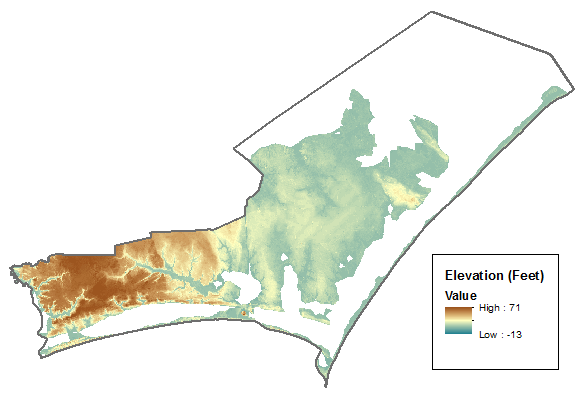 Elevation (Feet)
Value
High : 71
Low : -13